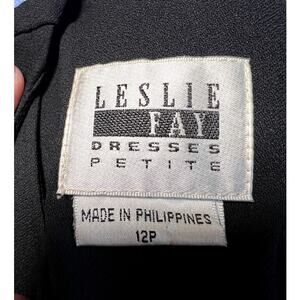 LESLIE
FAY
DRESSES
PETITE
MADE IN PHILIPPINES
12P